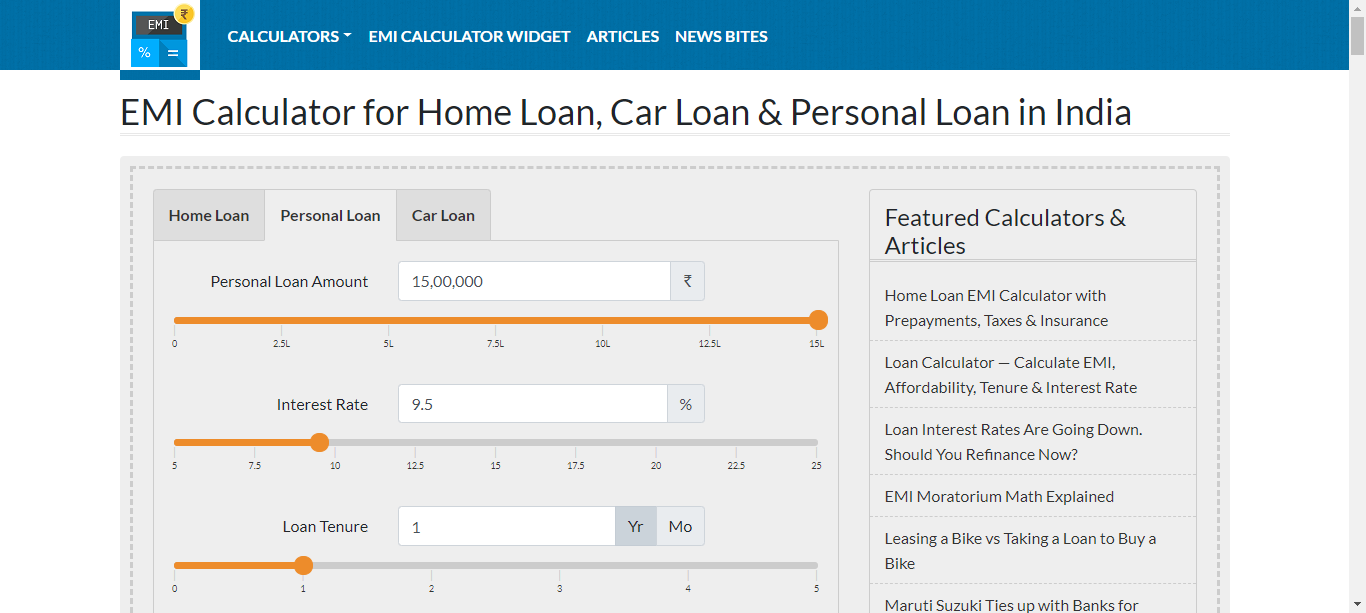 EMI ₹
% =
CALCULATORS EMI CALCULATOR WIDGET ARTICLES NEWS BITES
EMI Calculator for Home Loan, Car Loan & Personal Loan in India
Home Loan Personal Loan Car Loan
Personal Loan Amount 15,00,000 ₹
0 2.5L 5L 7.5L 10L 12.5L 15L
Interest Rate 9.5 %
5 7.5 10 12.5 15 17.5 20 22.5 25
Loan Tenure 1 Yr Mo
0 1 2 3 4 5
Featured Calculators &
Articles
Home Loan EMI Calculator with
Prepayments, Taxes & Insurance
Loan Calculator — Calculate EMI,
Affordability, Tenure & Interest Rate
Loan Interest Rates Are Going Down.
Should You Refinance Now?
EMI Moratorium Math Explained
Leasing a Bike vs Taking a Loan to Buy a
Bike
Maruti Suzuki Ties up with Banks for